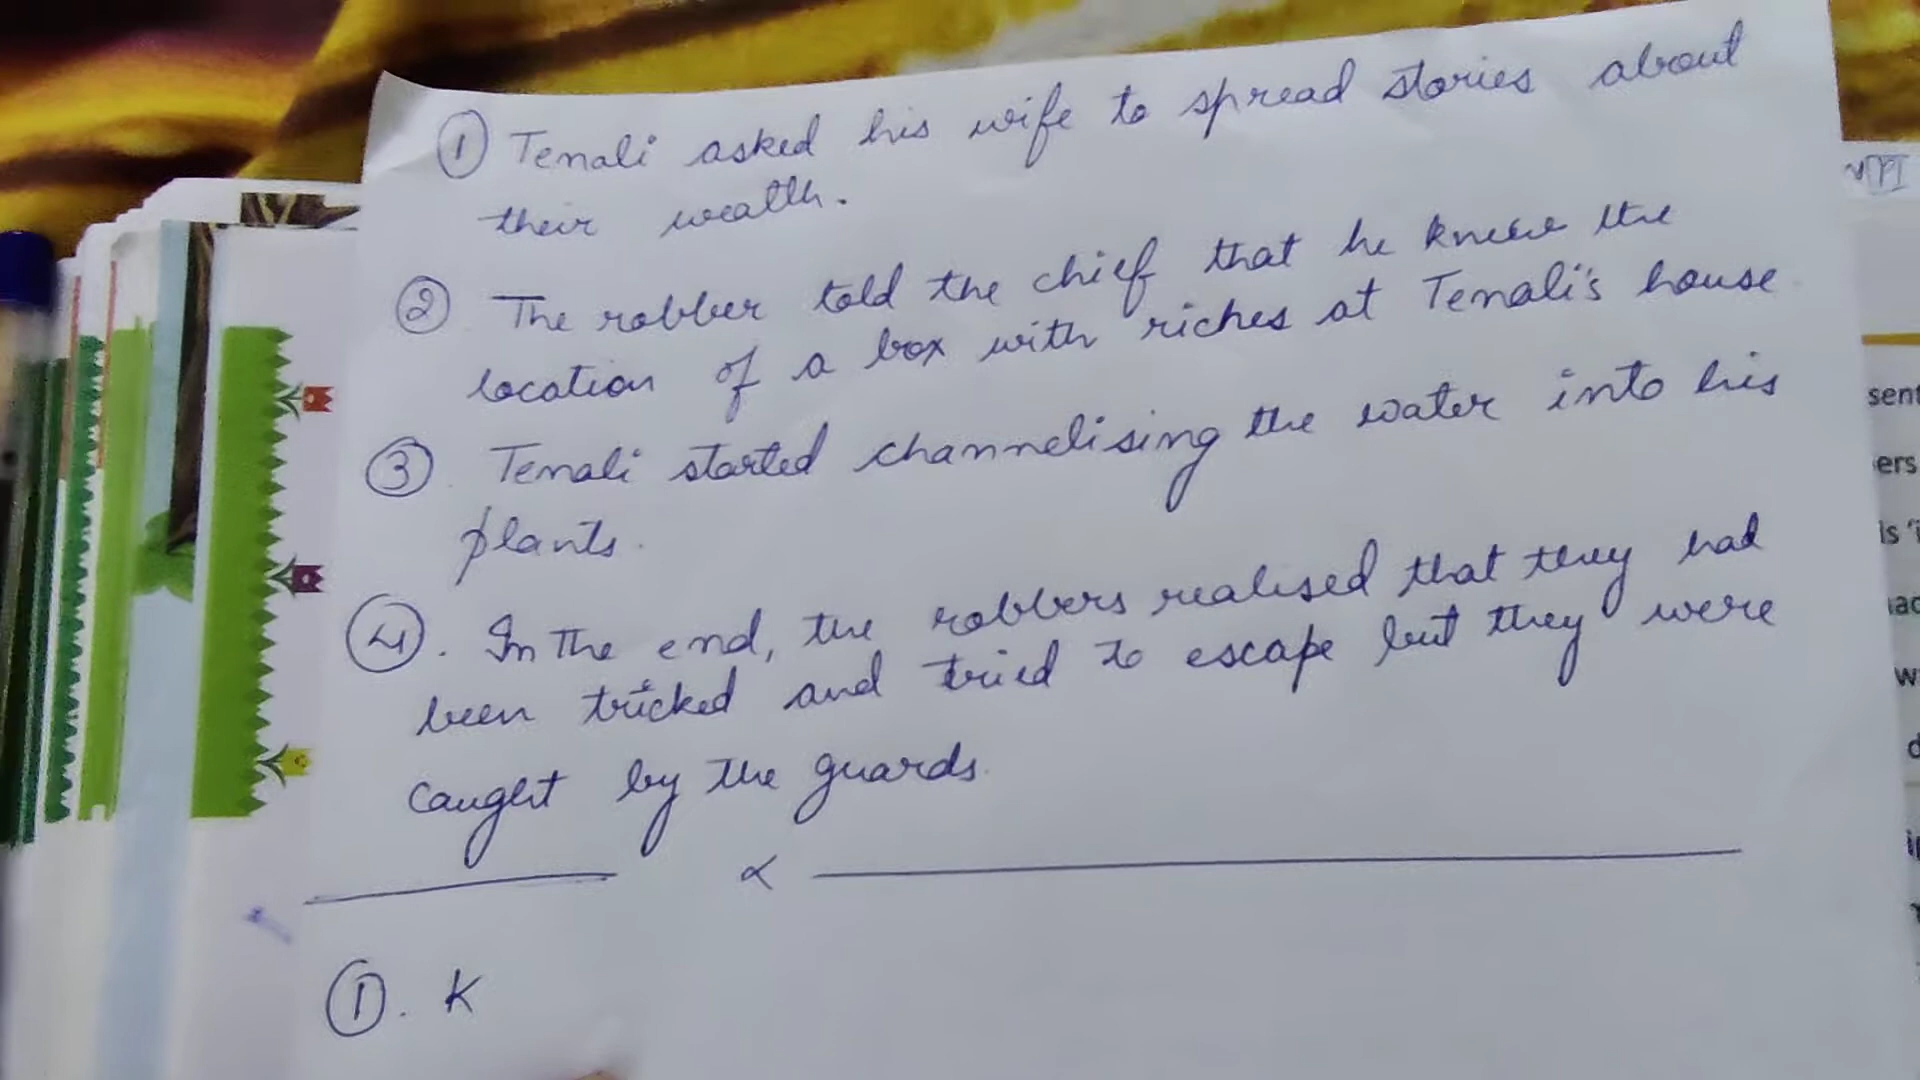 ① Tenali asked his wife to spread stories about
their wealth.
② The robber told the chief that he knew the
location of a box with riches at Tenali's house
③ Tenali started channelising the water into his
plants.
④. In the end, the robbers realised that they had
been tricked and tried to escape but they were
caught by the guards.
①. K
sent
ers
is
w